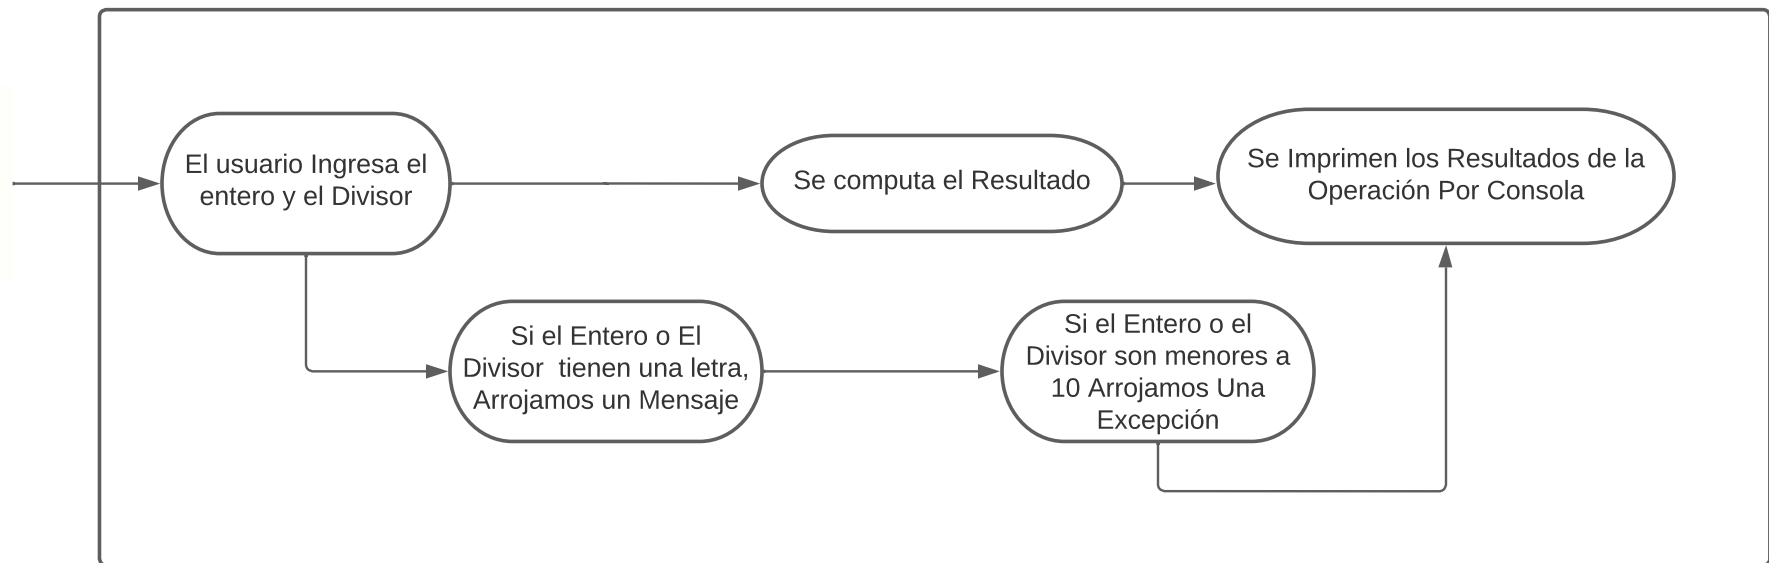 El usuario Ingresa el
entero y el Divisor
Se computa el Resultado
Se Imprimen los Resultados de la
Operación Por Consola
Si el Entero o El
Divisor  tienen una letra,
Arrojamos un Mensaje
Si el Entero o el
Divisor son menores a
10 Arrojamos Una
Excepción